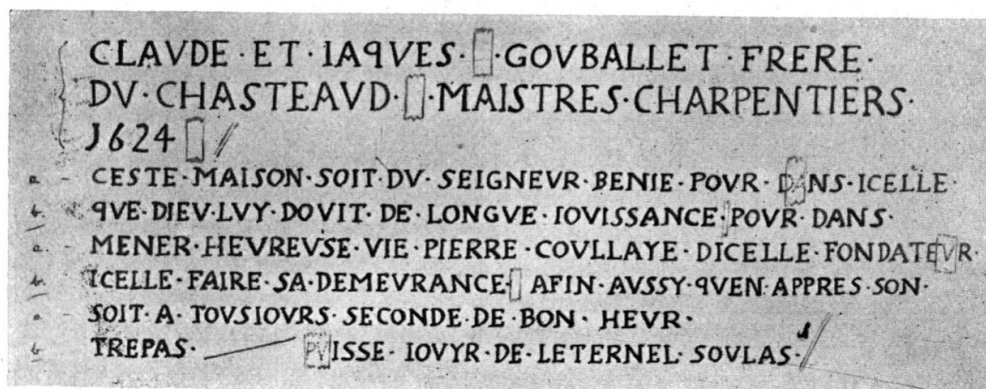 CLAVDE · ET · IAQVES · · GOVBALLET · FRERE ·
DV · CHASTEAVD · · MAISTRES · CHARPENTIERS ·
1624
a - CESTE · MAISON · SOIT · DV · SEIGNEVR · BENIE · POVR · DANS · ICELLE ·
b - QVE · DIEV · LVY · DOVIT · DE · LONGVE · IOVISSANCE · POVR · DANS ·
a - MENER · HEVREVSE · VIE · PIERRE · COVLLAYE · DICELLE · FONDATEVR ·
b - ICELLE · FAIRE · SA · DEMEVRANCE · AFIN · AVSSY · QVEN · APPRES · SON ·
a - SOIT · A · TOVSIOVRS · SECONDE · DE · BON · HEVR ·
b TREPAS · PVISSE · IOVYR · DE · LETERNEL · SOVLAS ·